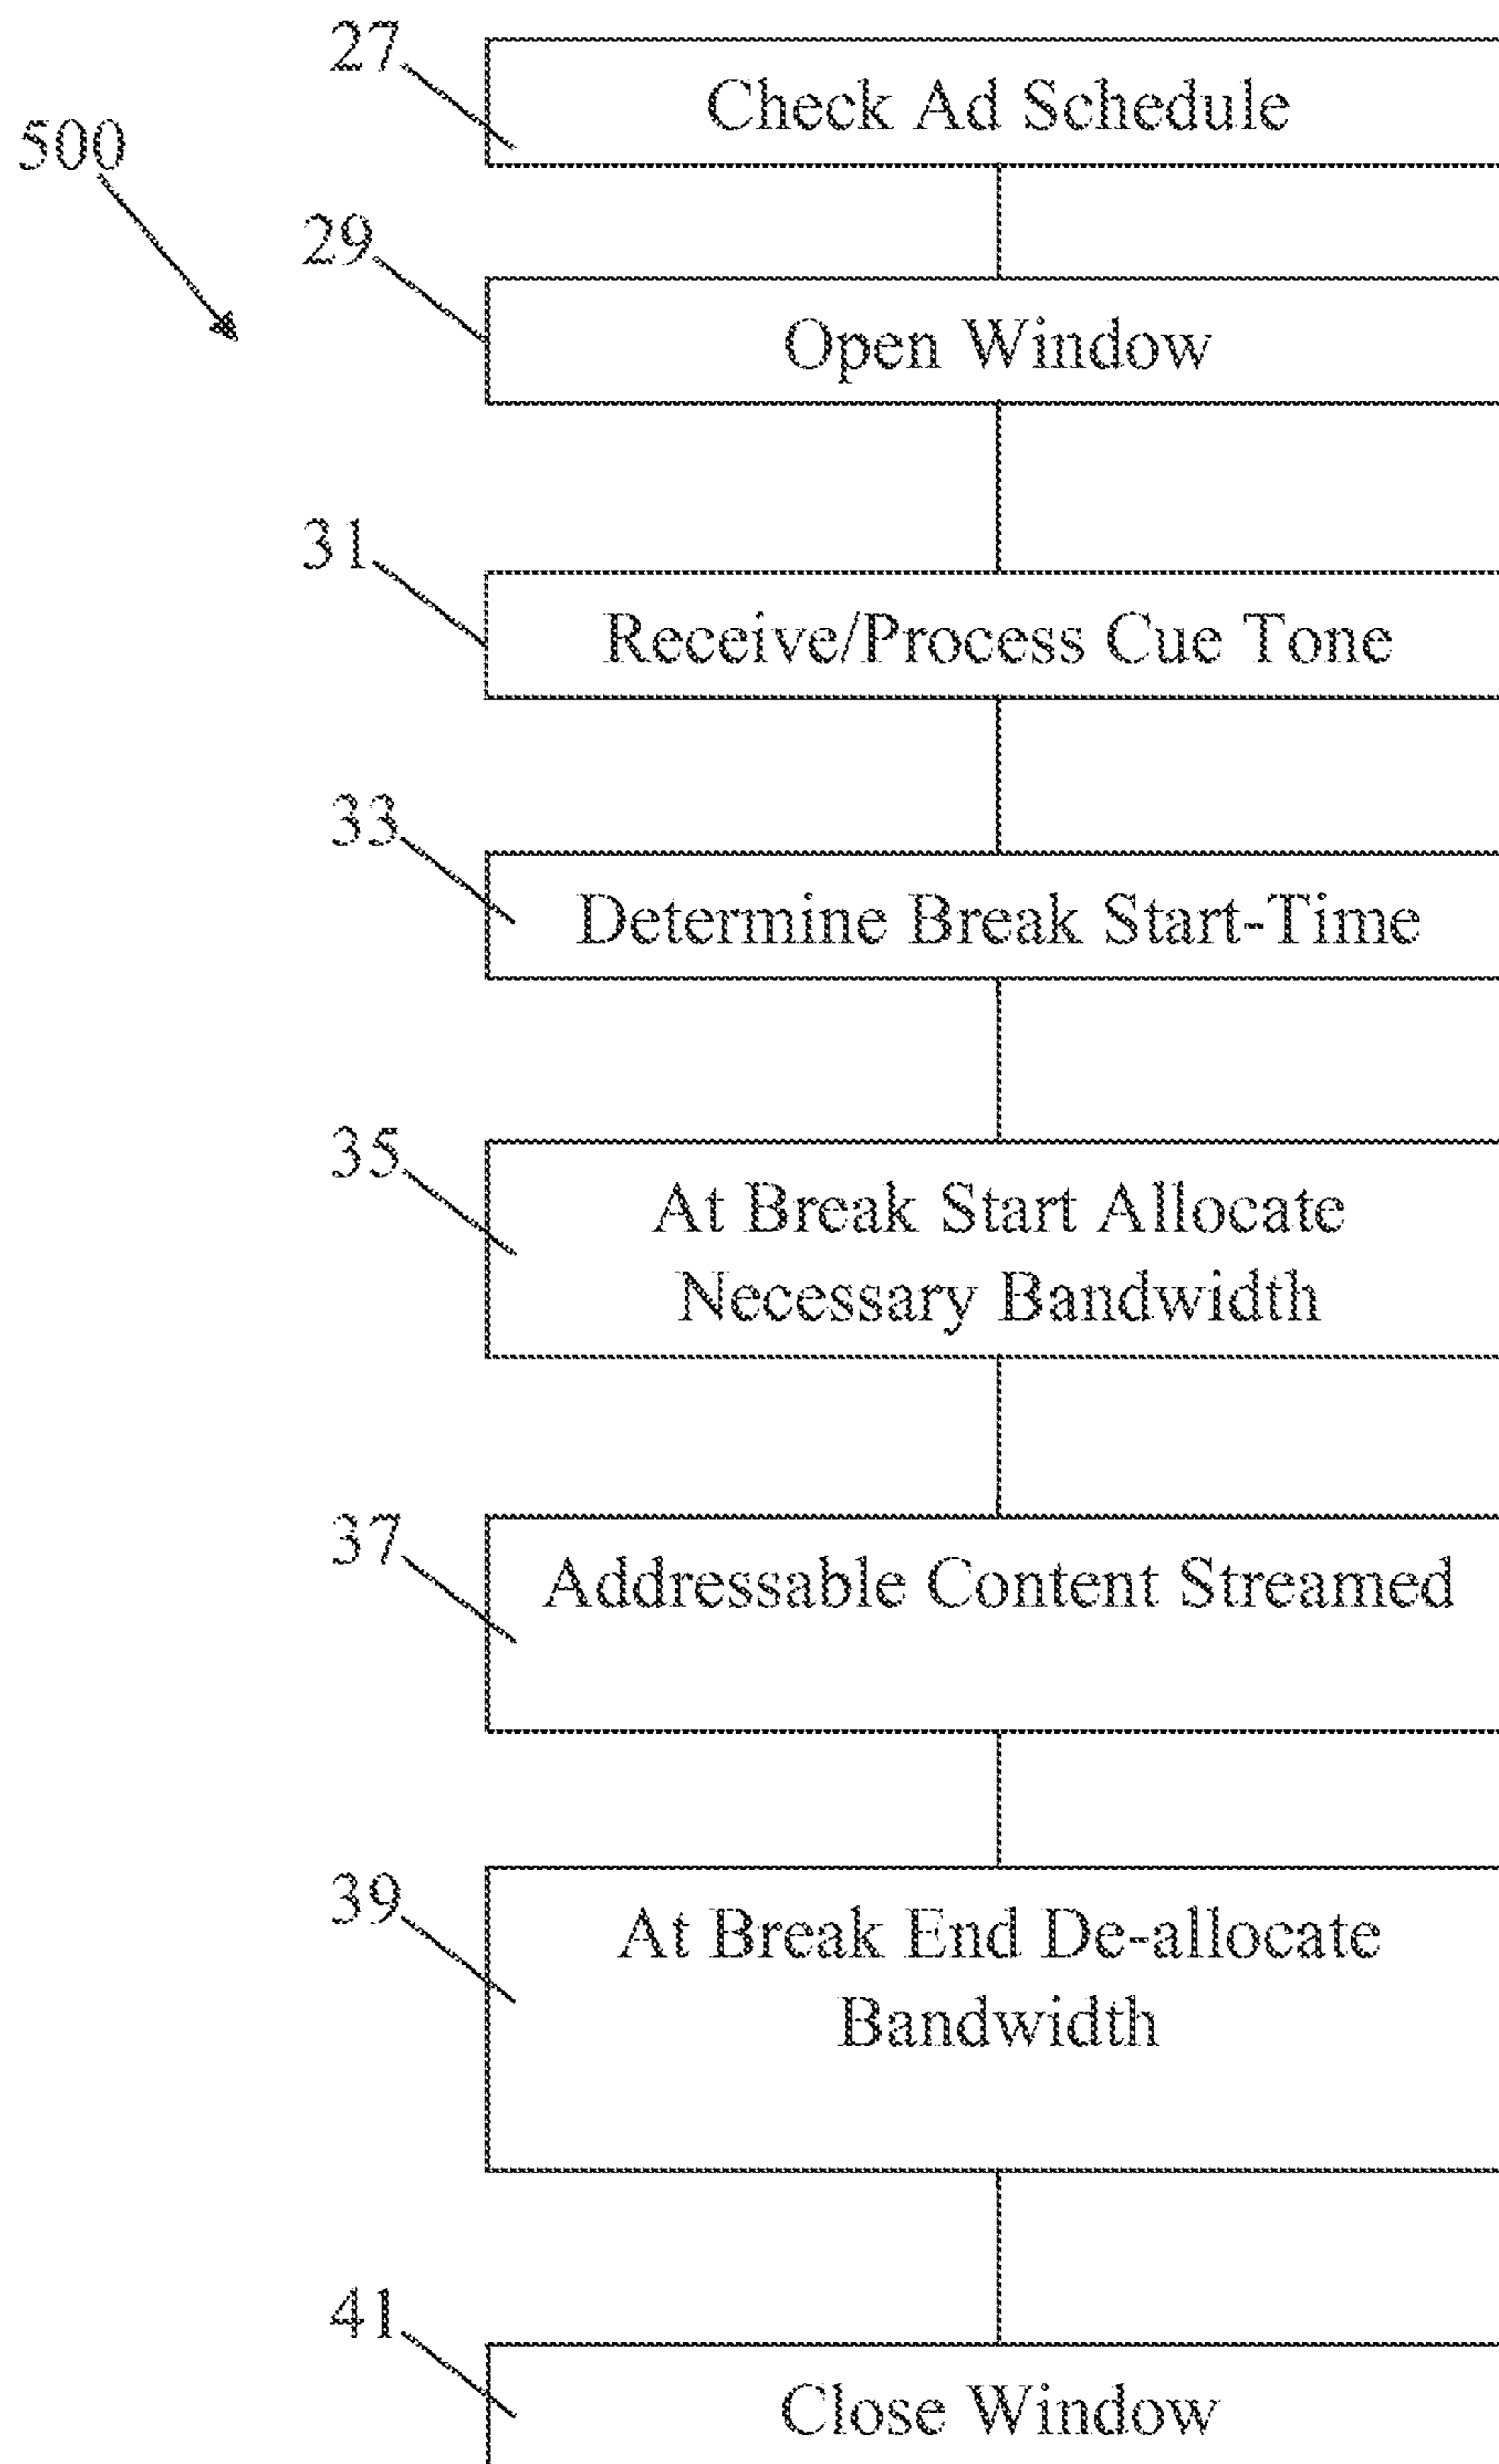 27
Check Ad Schedule
500
29
Open Window
31
Receive/Process Cue Tone
33
Determine Break Start-Time
35
At Break Start Allocate
Necessary Bandwidth
37
Addressable Content Streamed
39
At Break End De-allocate
Bandwidth
41
Close Window